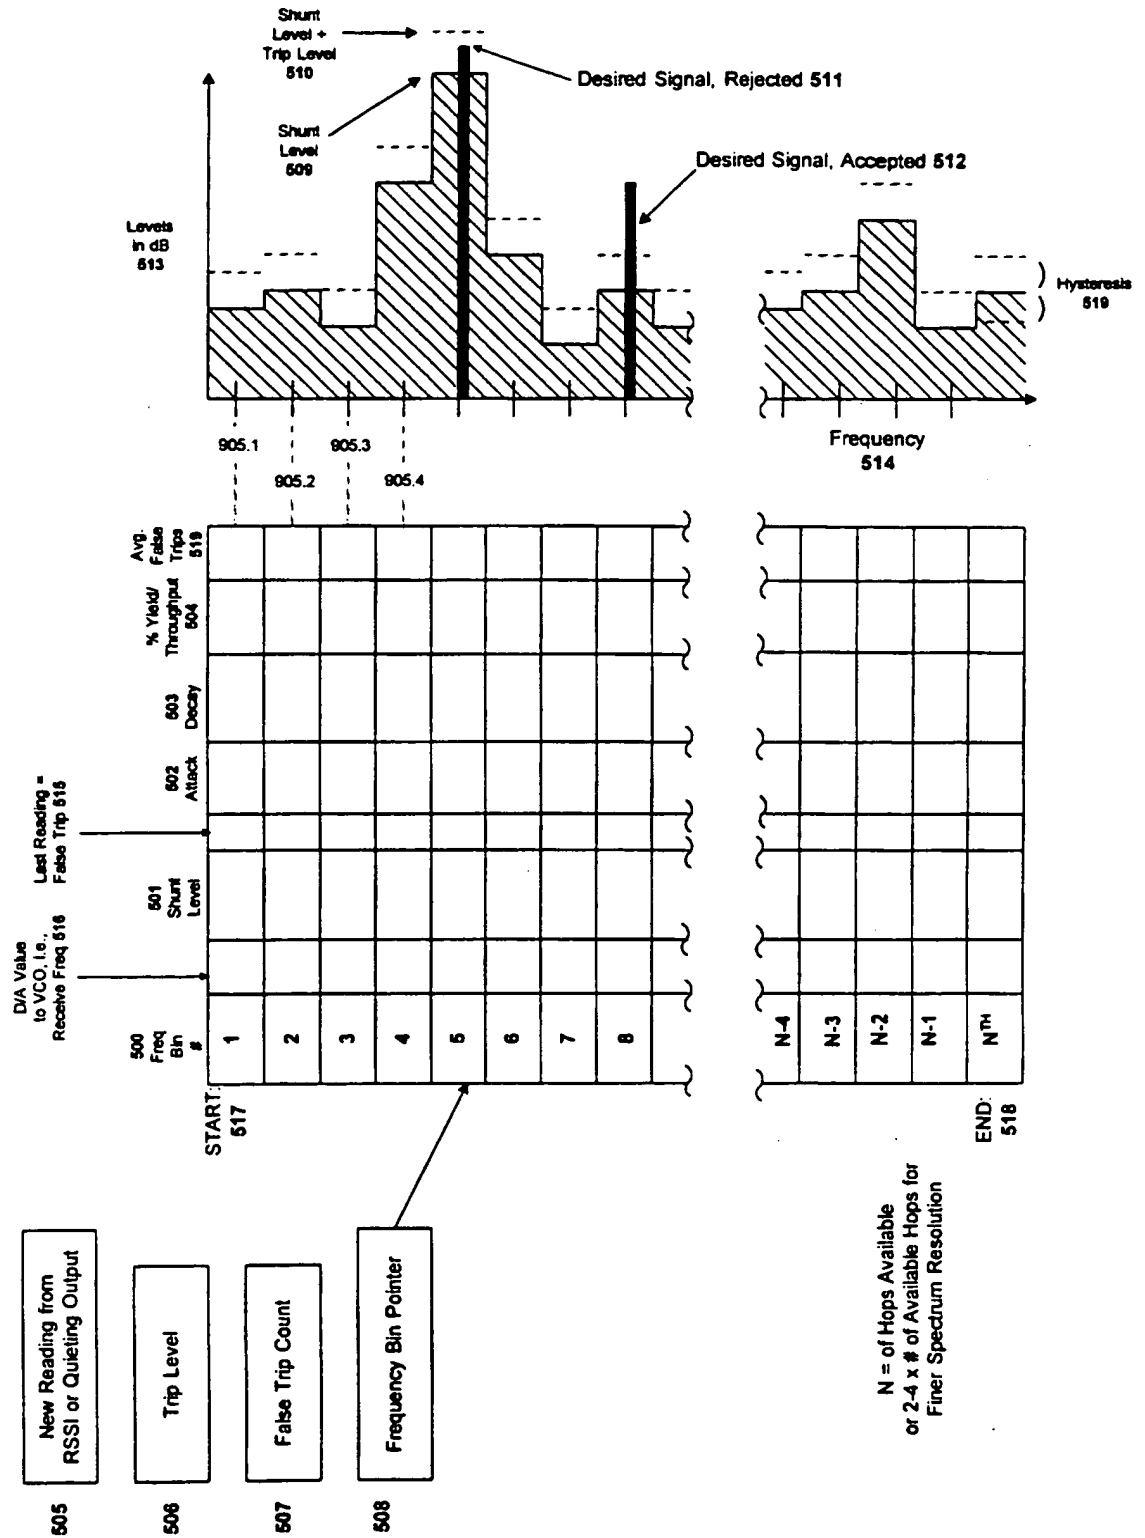 Shunt
Level +
Trip Level
510
Desired Signal, Rejected 511
Shunt
Level
509
Desired Signal, Accepted 512
Levels
in dB
513
Hysteresis
519
905.1
905.2
905.3
905.4
Frequency
514
D/A Value
to VCO, i.e.,
Receive Freq 516
Last Reading =
False Trip 515
500
Freq
Bin
#
501
Shunt
Level
502
Attack
503
Decay
% Yield/
Throughput
504
Avg.
False
Trips
519
START:
517
1
2
3
4
5
6
7
8
N-4
N-3
N-2
N-1
NTH
END:
518
505
New Reading from
RSSI or Quieting Output
506
Trip Level
507
False Trip Count
508
Frequency Bin Pointer
N = of Hops Available
or 2-4 x # of Available Hops for
Finer Spectrum Resolution